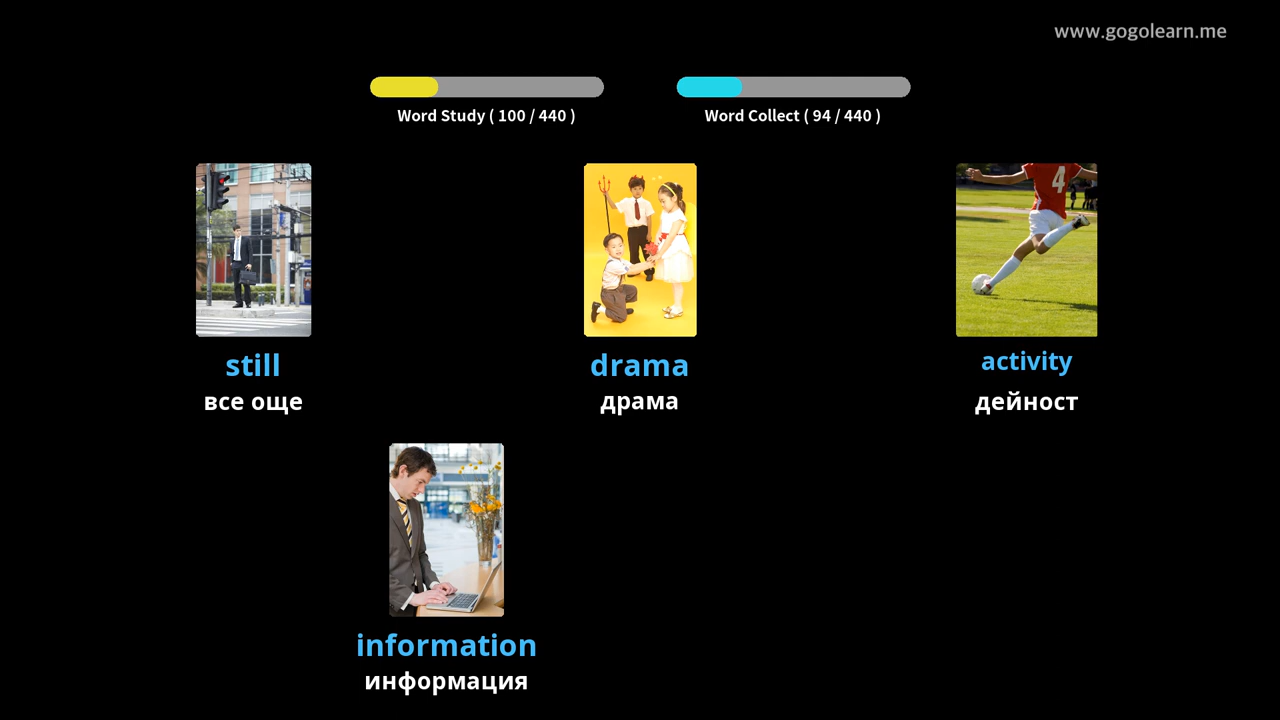 www.gogolearn.me
Word Study ( 100 / 440 )
Word Collect ( 94 / 440 )
still
все още
drama
драма
activity
дейност
information
информация